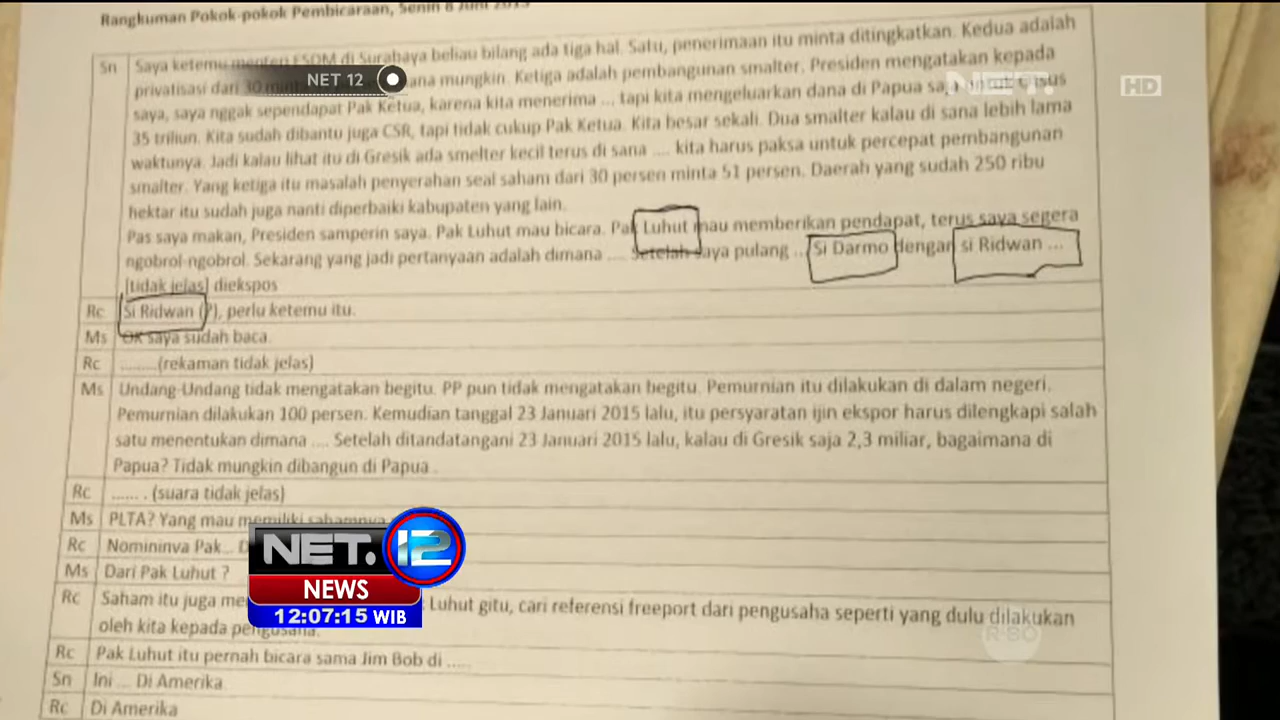 Rangkuman Pokok-pokok Pembicaraan, Senin 8 Juni
Sn Saya ketemu menteri ESDM di Surabaya beliau bilang ada tiga hal. Satu, penerimaan itu minta ditingkatkan. Kedua adalah
privatisasi dari 30 mungkin. Ketiga adalah pembangunan smalter. Presiden mengatakan kepada
saya, saya nggak sependapat Pak Ketua, karena kita menerima ... tapi kita mengeluarkan dana di Papua
35 triliun. Kita sudah dibantu juga CSR, tapi tidak cukup Pak Ketua. Kita besar sekali. Dua smalter kalau di sana lebih lama
waktunya. Jadi kalau lihat itu di Gresik ada smelter kecil terus di sana .... kita harus paksa untuk percepat pembangunan
smalter. Yang ketiga itu masalah penyerahan seal saham dari 30 persen minta 51 persen. Daerah yang sudah 250 ribu
hektar itu sudah juga nanti diperbaiki kabupaten yang lain.
Pas saya makan, Presiden samperin saya. Pak Luhut mau bicara. Pak Luhut mau memberikan pendapat, terus saya segera
ngobrol-ngobrol. Sekarang yang jadi pertanyaan adalah dimana .... Setelah saya pulang ... Si Darmo dengan si Ridwan ...
[tidak jelas] diekspos
Rc Si Ridwan (?), perlu ketemu itu.
Ms OK saya sudah baca.
Rc ........(rekaman tidak jelas)
Ms Undang-Undang tidak mengatakan begitu. PP pun tidak mengatakan begitu. Pemurnian itu dilakukan di dalam negeri.
Pemurnian dilakukan 100 persen. Kemudian tanggal 23 Januari 2015 lalu, itu persyaratan ijin ekspor harus dilengkapi salah
satu menentukan dimana .... Setelah ditandatangani 23 Januari 2015 lalu, kalau di Gresik saja 2,3 miliar, bagaimana di
Papua? Tidak mungkin dibangun di Papua .
Rc ...... . (suara tidak jelas)
Ms PLTA? Yang mau memiliki sahamnya
Rc Nomininya Pak...
Ms Dari Pak Luhut ?
Rc Saham itu juga Luhut gitu, cari referensi freeport dari pengusaha seperti yang dulu dilakukan
oleh kita kepada pengusaha.
Rc Pak Luhut itu pernah bicara sama Jim Bob di .....
Sn Ini ... Di Amerika
Rc Di Amerika
NET 12
NET.
HD
NET. 12
NEWS
12:07:15 WIB
R-BO